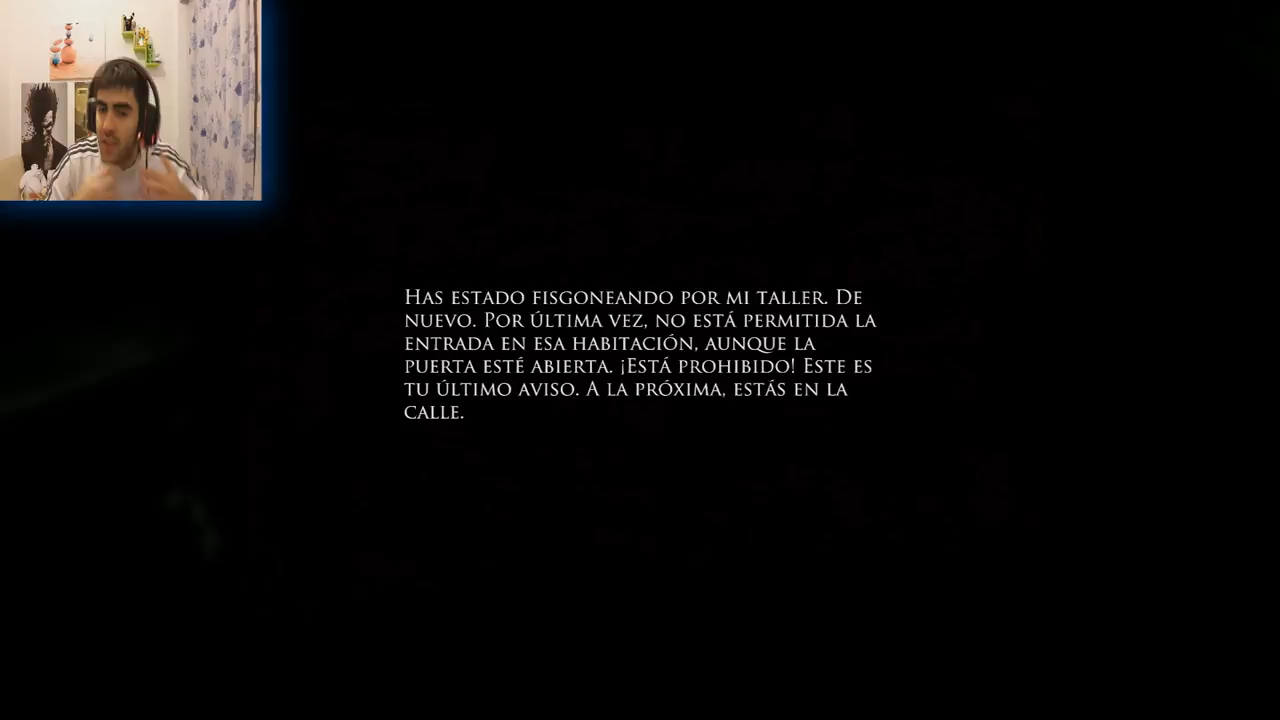 Has estado fisgoneando por mi taller. De
nuevo. Por última vez, no está permitida la
entrada en esa habitación, aunque la
puerta esté abierta. ¡Está prohibido! Este es
tu último aviso. A la próxima, estás en la
calle.